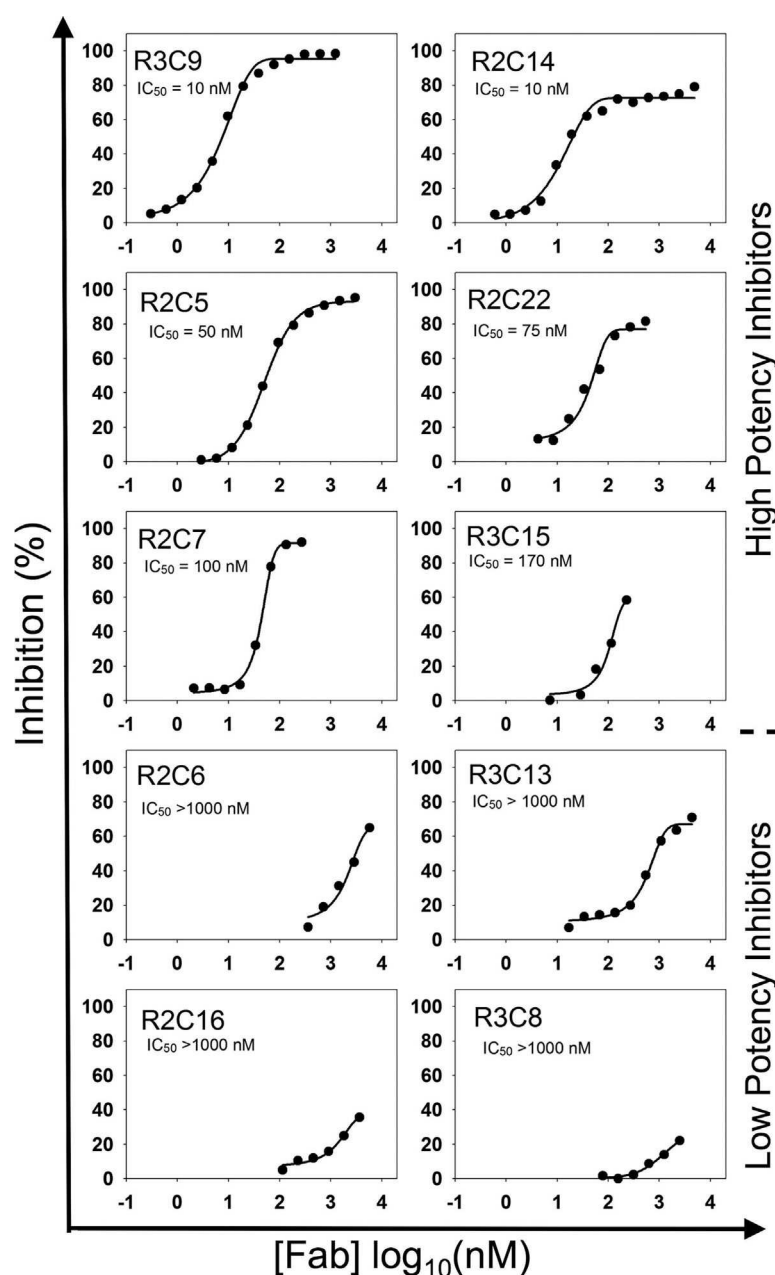 R3C9
IC50 = 10 nM
100
80
60
40
20
0
-1 0 1 2 3 4
R2C14
IC50 = 10 nM
100
80
60
40
20
0
-1 0 1 2 3 4
R2C5
IC50 = 50 nM
100
80
60
40
20
0
-1 0 1 2 3 4
R2C22
IC50 = 75 nM
100
80
60
40
20
0
-1 0 1 2 3 4
R2C7
IC50 = 100 nM
100
80
60
40
20
0
-1 0 1 2 3 4
R3C15
IC50 = 170 nM
100
80
60
40
20
0
-1 0 1 2 3 4
R2C6
IC50 >1000 nM
100
80
60
40
20
0
-1 0 1 2 3 4
R3C13
IC50 > 1000 nM
100
80
60
40
20
0
-1 0 1 2 3 4
R2C16
IC50 >1000 nM
100
80
60
40
20
0
-1 0 1 2 3 4
R3C8
IC50 >1000 nM
100
80
60
40
20
0
-1 0 1 2 3 4
Inhibition (%)
[Fab] log10(nM)
High Potency Inhibitors
Low Potency Inhibitors